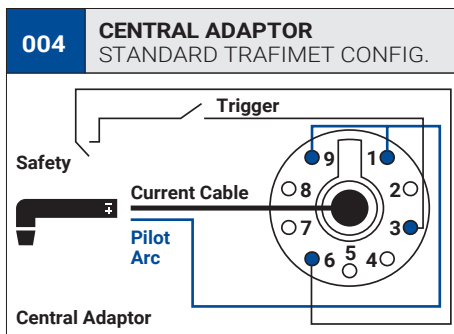 004
CENTRAL ADAPTOR
STANDARD TRAFIMET CONFIG.
Trigger
Safety
9 1
8 2
Current Cable
7 3
Pilot
Arc
6 5 4
Central Adaptor